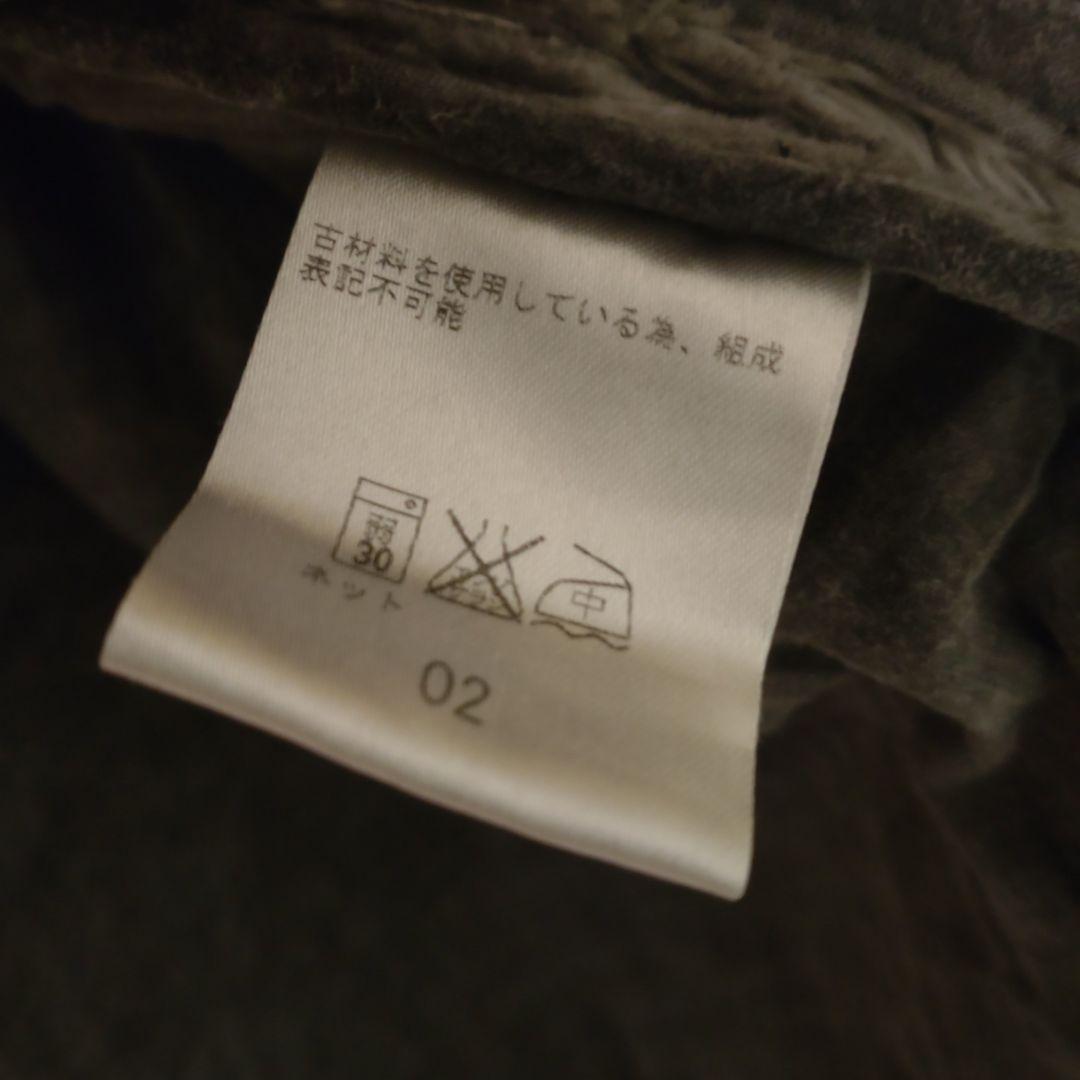 古材料を使用している為、組成
表記不可能
弱
30
中
ネット
02